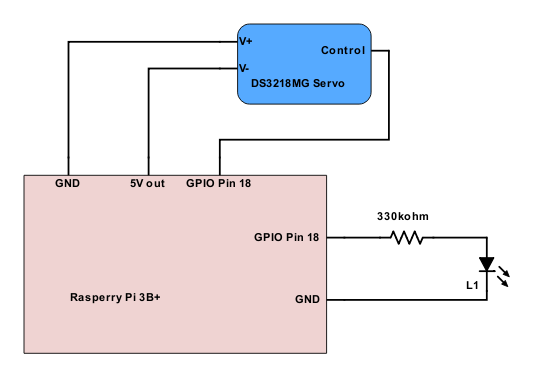 V+
Control
V-
DS3218MG Servo
GND
5V out
GPIO Pin 18
330kohm
GPIO Pin 18
L1
Rasperry Pi 3B+
GND